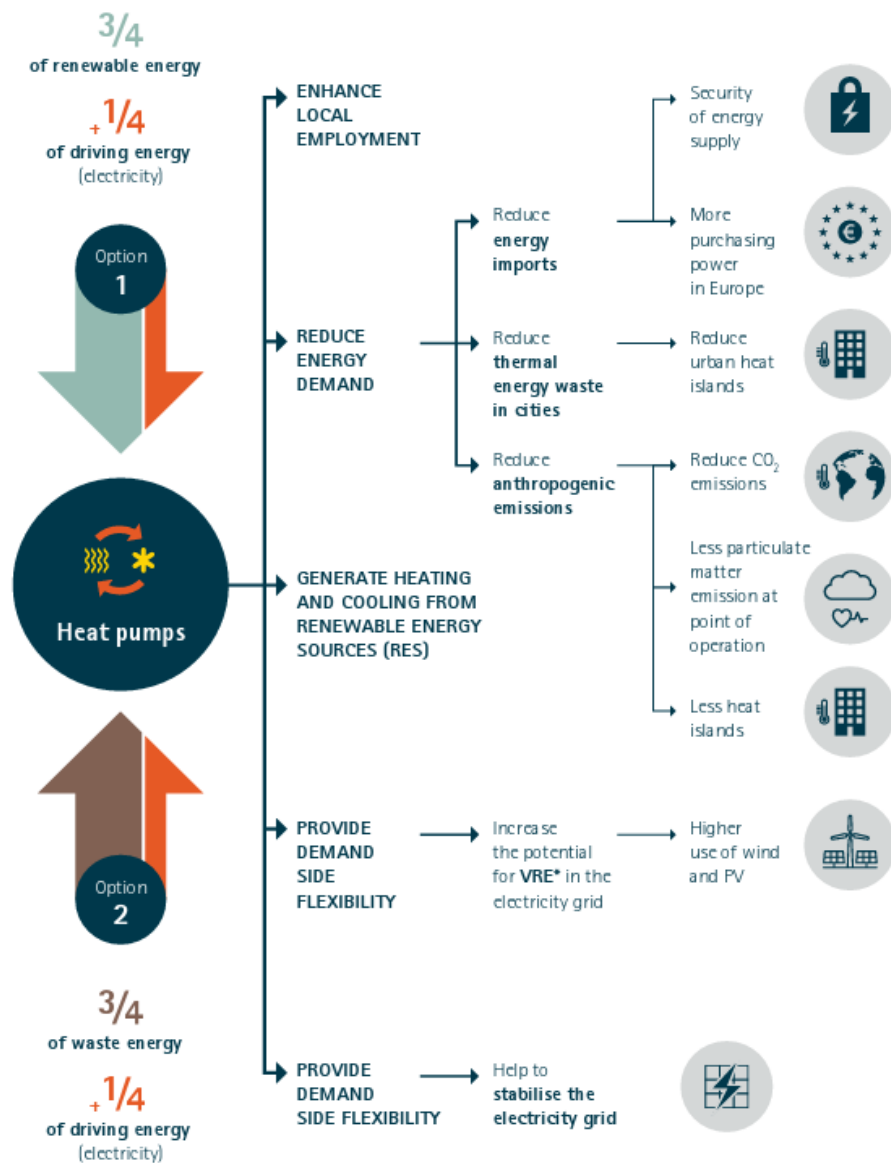 3/4
of renewable energy
+1/4
of driving energy
(electricity)
Option
1
Heat pumps
Option
2
3/4
of waste energy
+1/4
of driving energy
(electricity)
ENHANCE
LOCAL
EMPLOYMENT
REDUCE
ENERGY
DEMAND
Reduce
energy
imports
Security
of energy
supply
More
purchasing
power
in Europe
Reduce
thermal
energy waste
in cities
Reduce
urban heat
islands
Reduce
anthropogenic
emissions
Reduce CO₂
emissions
Less particulate
matter
emission at
point of
operation
Less heat
islands
GENERATE HEATING
AND COOLING FROM
RENEWABLE ENERGY
SOURCES (RES)
PROVIDE
DEMAND
SIDE
FLEXIBILITY
Increase
the potential
for VRE* in the
electricity grid
Higher
use of wind
and PV
PROVIDE
DEMAND
SIDE FLEXIBILITY
Help to
stabilise the
electricity grid